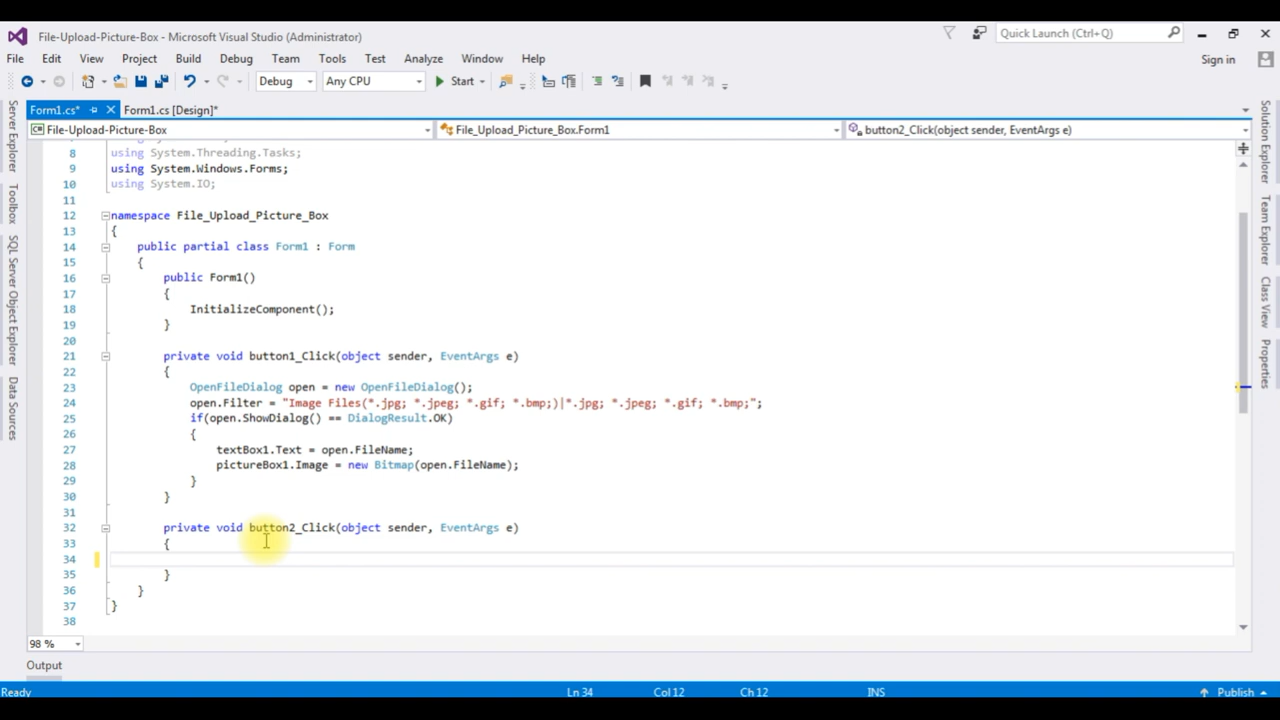 File-Upload-Picture-Box - Microsoft Visual Studio (Administrator)
Quick Launch (Ctrl+Q)
File Edit View Project Build Debug Team Tools Test Analyze Window Help
Sign in
Debug Any CPU Start
Form1.cs* Form1.cs [Design]*
File-Upload-Picture-Box File_Upload_Picture_Box.Form1 button2_Click(object sender, EventArgs e)
Server Explorer
Toolbox
SQL Server Object Explorer
Data Sources
8 using System.Threading.Tasks;
9 using System.Windows.Forms;
10 using System.IO;
11
12 namespace File_Upload_Picture_Box
13 {
14 public partial class Form1 : Form
15 {
16 public Form1()
17 {
18 InitializeComponent();
19 }
20
21 private void button1_Click(object sender, EventArgs e)
22 {
23 OpenFileDialog open = new OpenFileDialog();
24 open.Filter = "Image Files(*.jpg; *.jpeg; *.gif; *.bmp;)|*.jpg; *.jpeg; *.gif; *.bmp;";
25 if(open.ShowDialog() == DialogResult.OK)
26 {
27 textBox1.Text = open.FileName;
28 pictureBox1.Image = new Bitmap(open.FileName);
29 }
30 }
31
32 private void button2_Click(object sender, EventArgs e)
33 {
34
35 }
36 }
37 }
38
Solution Explorer
Team Explorer
Class View
Properties
98 %
Output
Ready Ln 34 Col 12 Ch 12 INS Publish